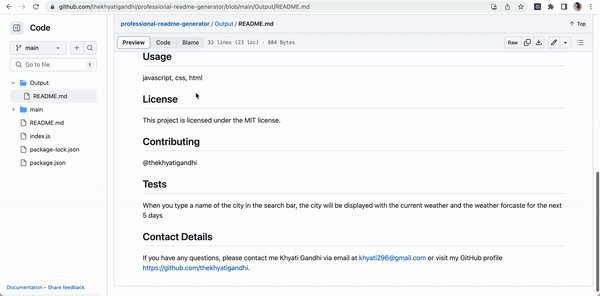 github.com/thekhyatigandhi/professional-readme-generator/blob/main/Output/README.md
Code
professional-readme-generator / Output / README.md
Top
main
Preview Code Blame 33 lines (23 loc) · 884 Bytes Raw
Go to file
Output
README.md
main
README.md
index.js
package-lock.json
package.json
Usage
javascript, css, html
License
This project is licensed under the MIT license.
Contributing
@thekhyatigandhi
Tests
When you type a name of the city in the search bar, the city will be displayed with the current weather and the weather forcaste for the next
5 days
Contact Details
If you have any questions, please contact me Khyati Gandhi via email at khyati296@gmail.com or visit my GitHub profile
https://github.com/thekhyatigandhi.
Documentation • Share feedback